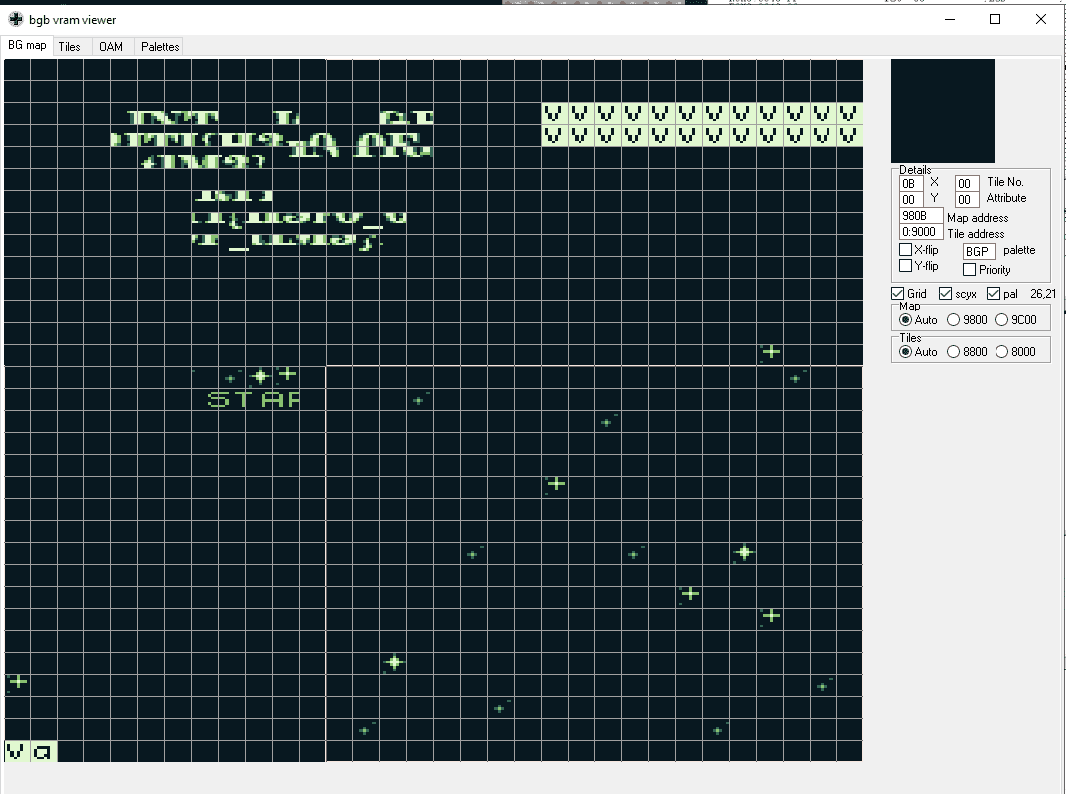 bgb vram viewer
BG map Tiles OAM Palettes
V V V V V V V V V V V V
V V V V V V V V V V V V
STAR
V a
Details
0B X 00 Tile No.
00 Y 00 Attribute
980B Map address
0:9000 Tile address
X-flip BGP palette
Y-flip Priority
Grid scyx pal 26,21
Map
Auto 9800 9C00
Tiles
Auto 8800 8000